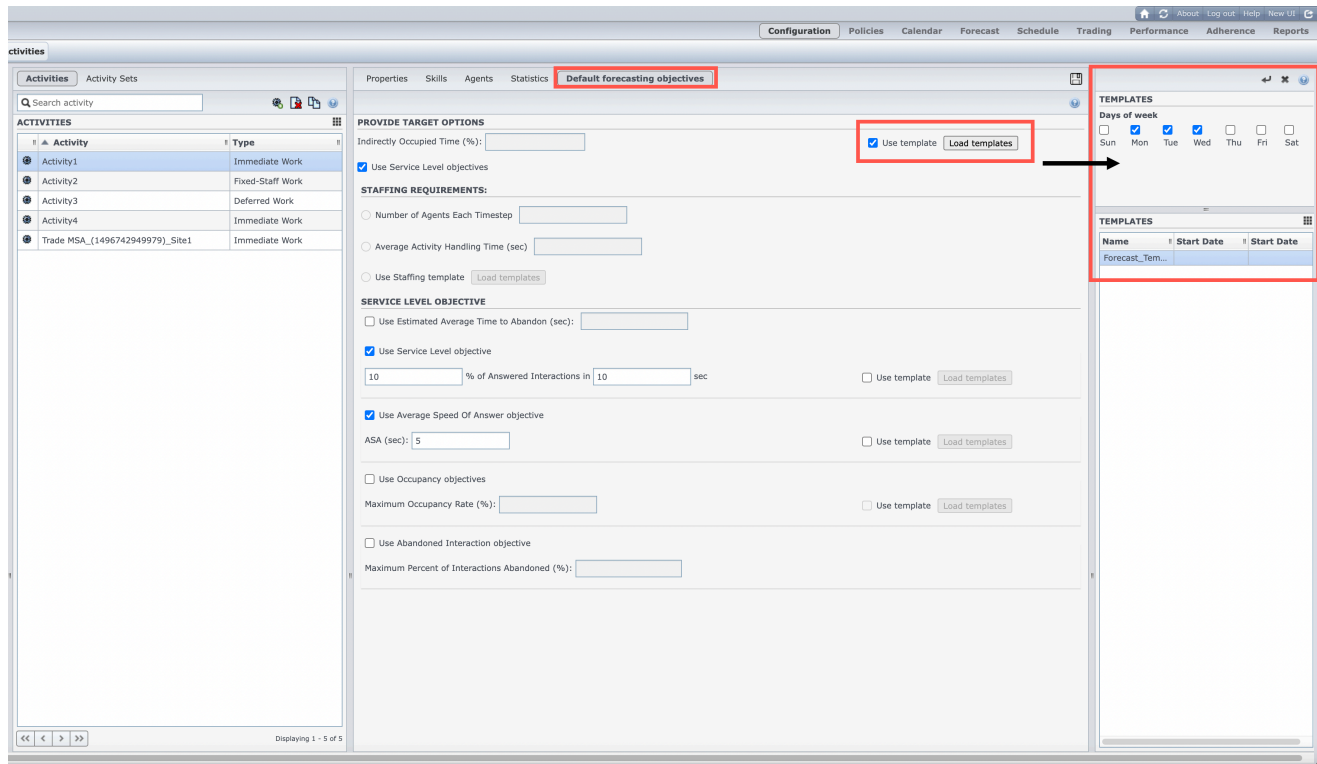 About Log out Help New UI
Configuration Policies Calendar Forecast Schedule Trading Performance Adherence Reports
ctivities
Activities Activity Sets
Search activity
ACTIVITIES
Activity Type
Activity1 Immediate Work
Activity2 Fixed-Staff Work
Activity3 Deferred Work
Activity4 Immediate Work
Trade MSA_(1496742949979)_Site1 Immediate Work
Displaying 1 - 5 of 5
Properties Skills Agents Statistics Default forecasting objectives
PROVIDE TARGET OPTIONS
Indirectly Occupied Time (%): Use template Load templates
Use Service Level objectives
STAFFING REQUIREMENTS:
Number of Agents Each Timestep
Average Activity Handling Time (sec)
Use Staffing template Load templates
SERVICE LEVEL OBJECTIVE
Use Estimated Average Time to Abandon (sec):
Use Service Level objective
10 % of Answered Interactions in 10 sec Use template Load templates
Use Average Speed Of Answer objective
ASA (sec): 5 Use template Load templates
Use Occupancy objectives
Maximum Occupancy Rate (%): Use template Load templates
Use Abandoned Interaction objective
Maximum Percent of Interactions Abandoned (%):
TEMPLATES
Days of week
Sun Mon Tue Wed Thu Fri Sat
TEMPLATES
Name Start Date Start Date
Forecast_Tem...